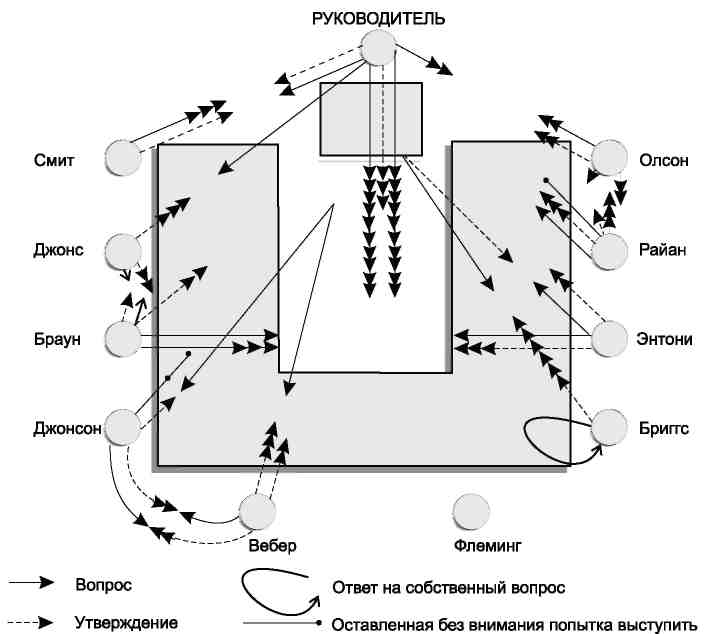 РУКОВОДИТЕЛЬ
Смит
Олсон
Джонс
Райан
Браун
Энтони
Джонсон
Бриггс
Вебер
Флеминг
Вопрос
Ответ на собственный вопрос
Утверждение
Оставленная без внимания попытка выступить